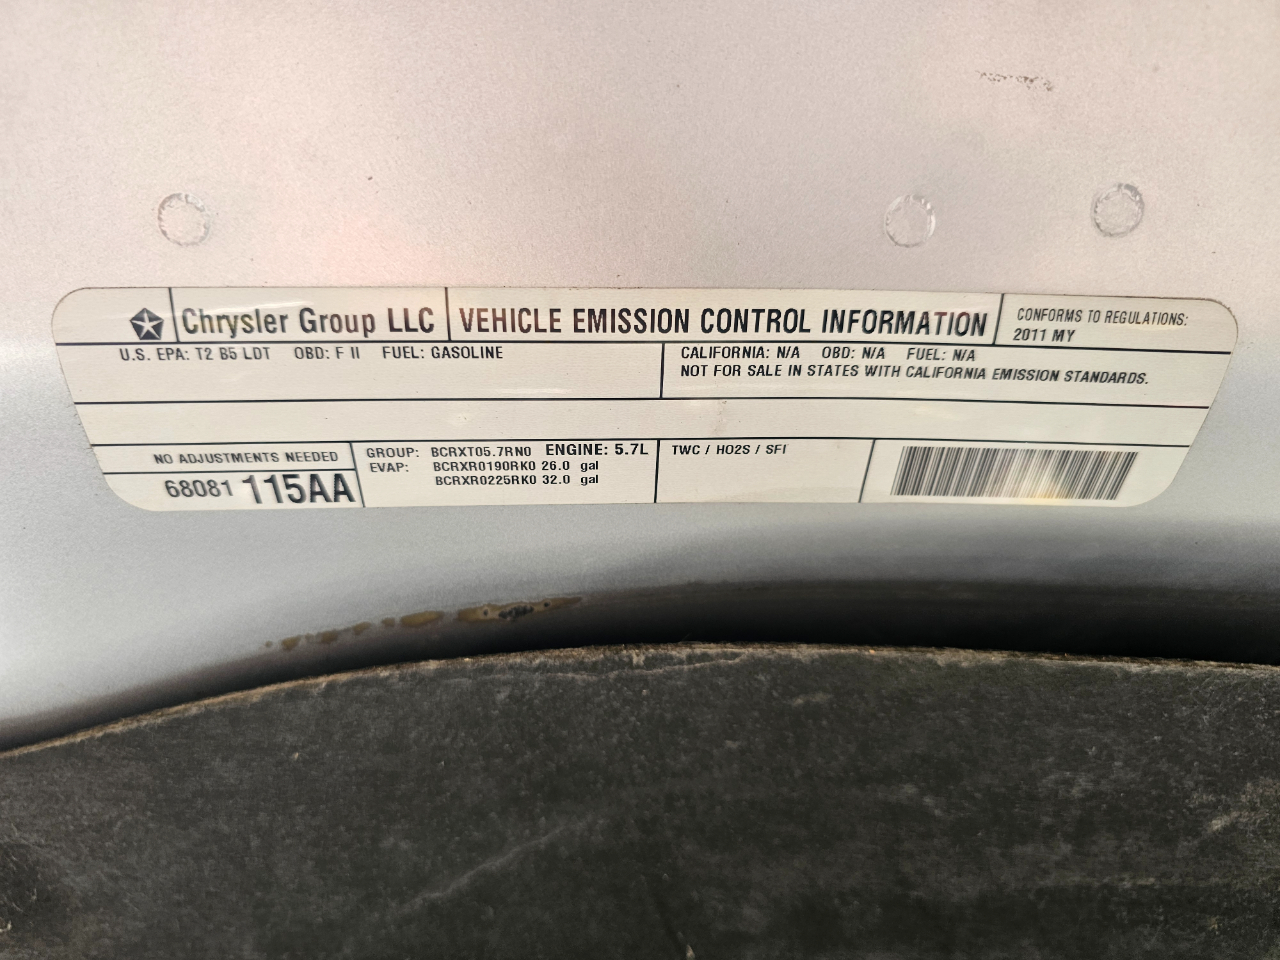 Chrysler Group LLC VEHICLE EMISSION CONTROL INFORMATION
CONFORMS TO REGULATIONS:
2011 MY
U.S. EPA: T2 B5 LDT OBD: F II FUEL: GASOLINE
CALIFORNIA: N/A OBD: N/A FUEL: N/A
NOT FOR SALE IN STATES WITH CALIFORNIA EMISSION STANDARDS.
NO ADJUSTMENTS NEEDED
68081 115AA
GROUP: BCRXT05.7RN0 ENGINE: 5.7L
EVAP: BCRXR0190RK0 26.0 gal
BCRXR0225RK0 32.0 gal
TWC / HO2S / SFI